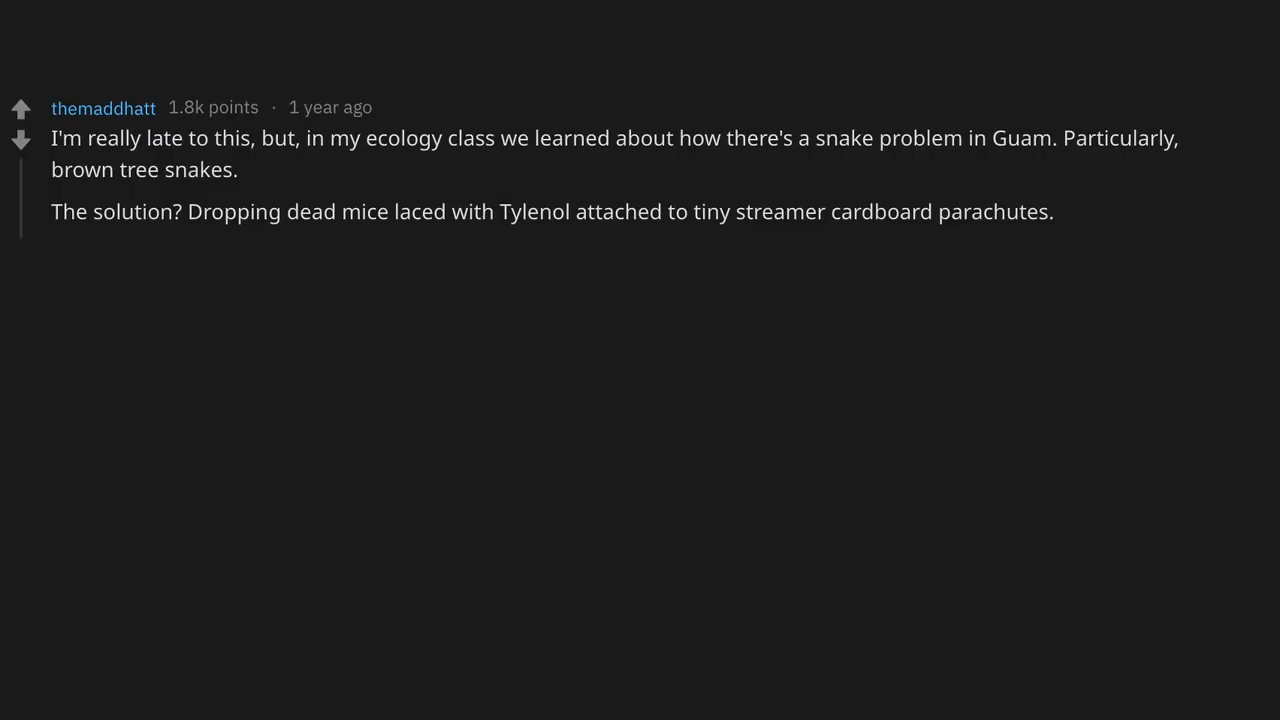 themaddhatt 1.8k points · 1 year ago
I'm really late to this, but, in my ecology class we learned about how there's a snake problem in Guam. Particularly,
brown tree snakes.
The solution? Dropping dead mice laced with Tylenol attached to tiny streamer cardboard parachutes.